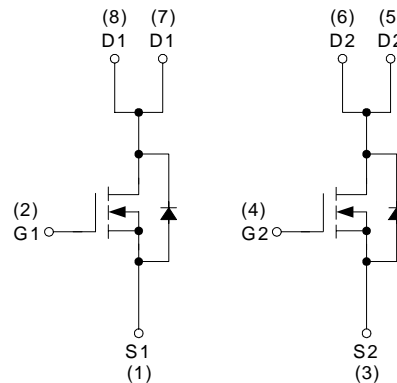 (8) (7)
D1 D1
(2)
G1
S1
(1)
(6) (5
D2 D2
(4)
G2
S2
(3)